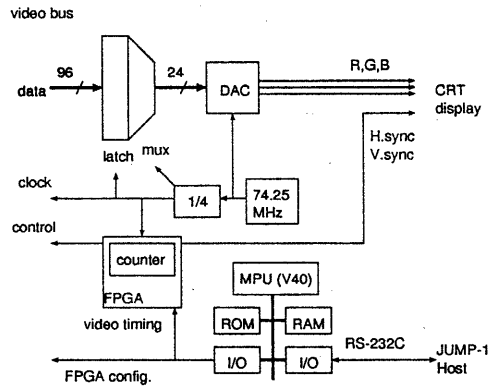 video bus
96
24
R,G,B
data
DAC
CRT
display
H.sync
V.sync
latch
mux
clock
1/4
74.25
MHz
control
counter
FPGA
MPU (V40)
video timing
ROM
RAM
RS-232C
I/O
I/O
JUMP-1
Host
FPGA config.